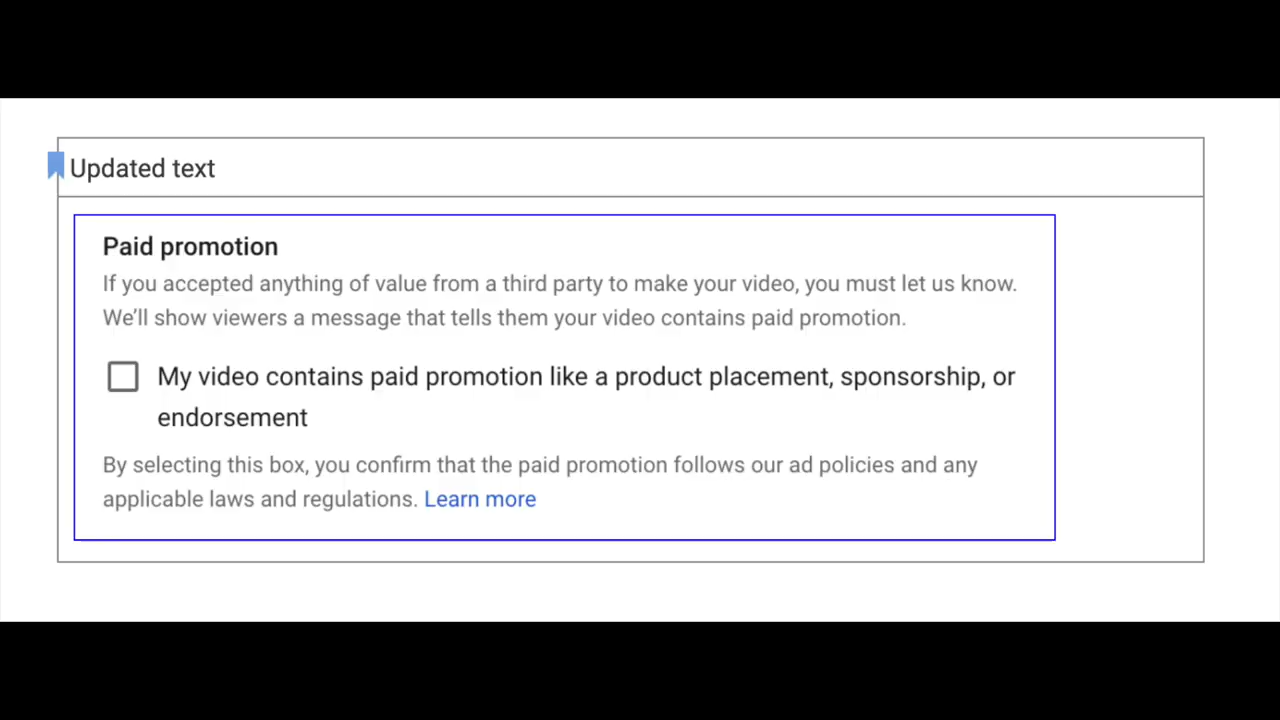 Updated text
Paid promotion
If you accepted anything of value from a third party to make your video, you must let us know.
We’ll show viewers a message that tells them your video contains paid promotion.
My video contains paid promotion like a product placement, sponsorship, or
endorsement
By selecting this box, you confirm that the paid promotion follows our ad policies and any
applicable laws and regulations. Learn more